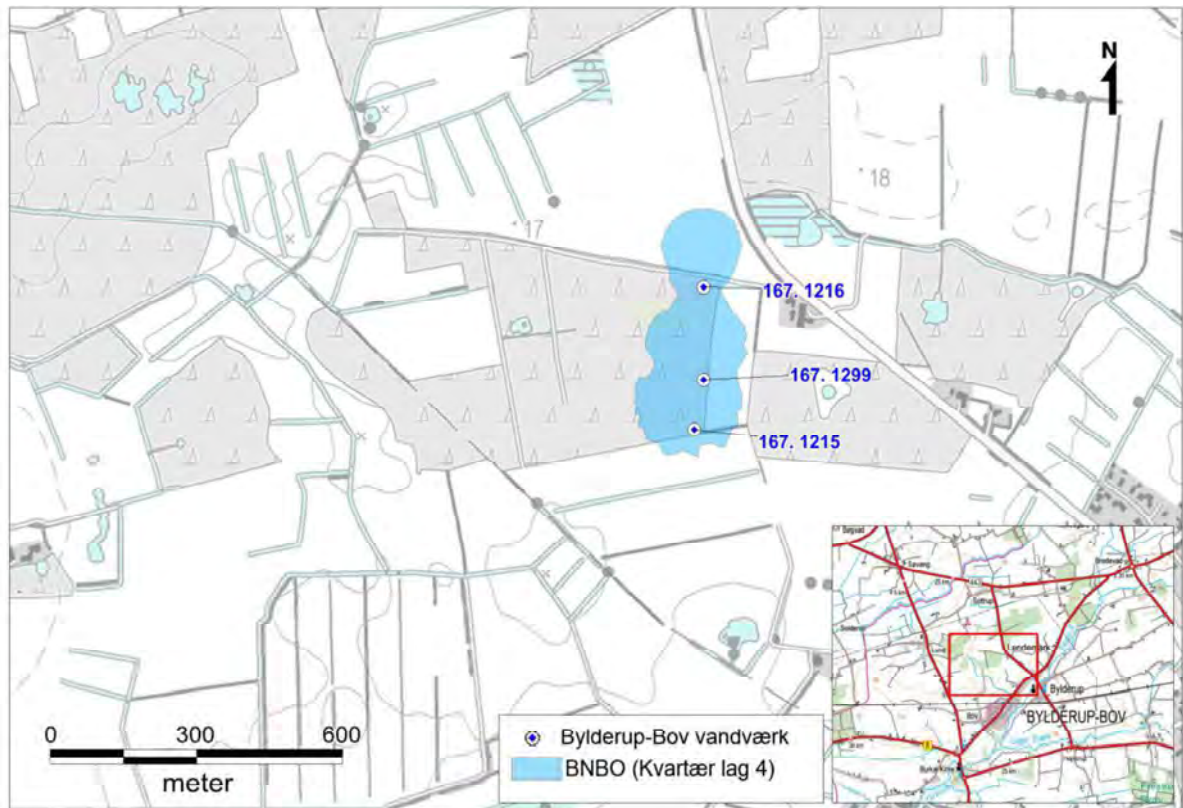 N
18
17
167. 1216
167. 1299
167. 1215
Bylderup
BYLDERUP-BOV
Lendemark
0 300 600
meter
Bylderup-Bov vandværk
BNBO (Kvartær lag 4)